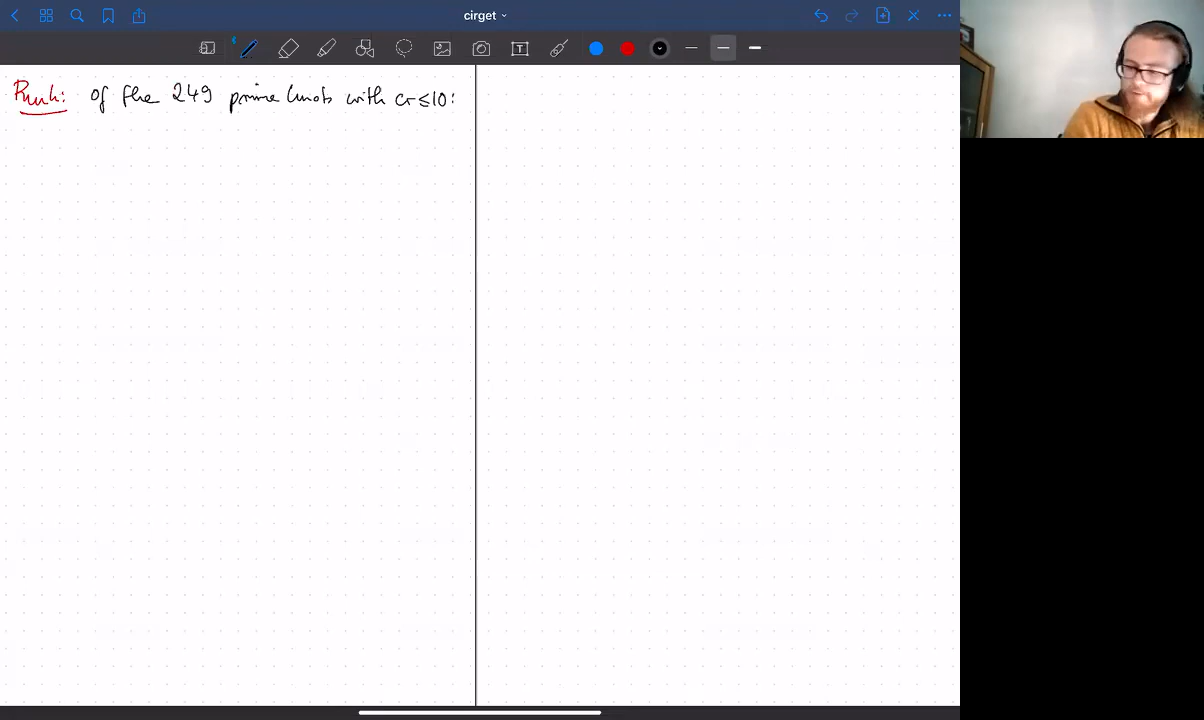 cirget
Rmk: of the 249 prime knots with cr ≤ 10: